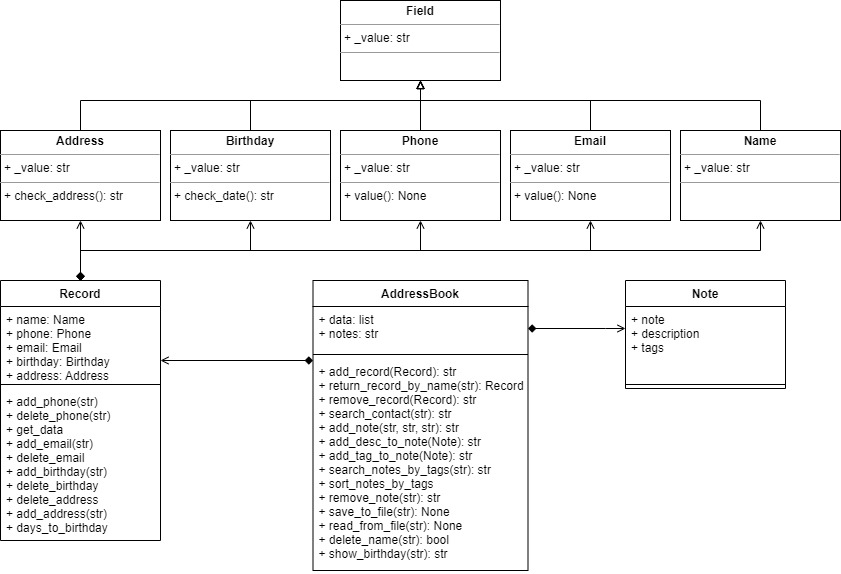 Field
+ _value: str
Address
+ _value: str
+ check_address(): str
Birthday
+ _value: str
+ check_date(): str
Phone
+ _value: str
+ value(): None
Email
+ _value: str
+ value(): None
Name
+ _value: str
Record
+ name: Name
+ phone: Phone
+ email: Email
+ birthday: Birthday
+ address: Address
+ add_phone(str)
+ delete_phone(str)
+ get_data
+ add_email(str)
+ delete_email
+ add_birthday(str)
+ delete_birthday
+ delete_address
+ add_address(str)
+ days_to_birthday
AddressBook
+ data: list
+ notes: str
+ add_record(Record): str
+ return_record_by_name(str): Record
+ remove_record(Record): str
+ search_contact(str): str
+ add_note(str, str, str): str
+ add_desc_to_note(Note): str
+ add_tag_to_note(Note): str
+ search_notes_by_tags(str): str
+ sort_notes_by_tags
+ remove_note(str): str
+ save_to_file(str): None
+ read_from_file(str): None
+ delete_name(str): bool
+ show_birthday(str): str
Note
+ note
+ description
+ tags